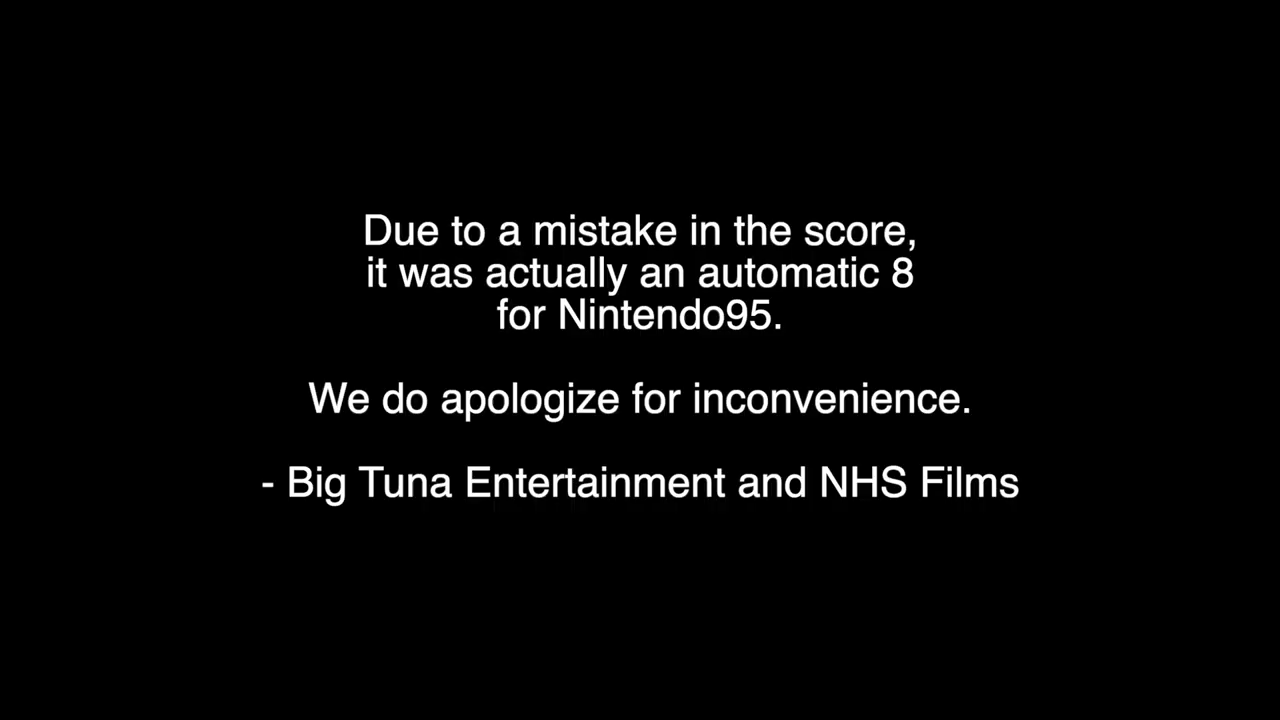 Due to a mistake in the score,
it was actually an automatic 8
for Nintendo95.
We do apologize for inconvenience.
- Big Tuna Entertainment and NHS Films